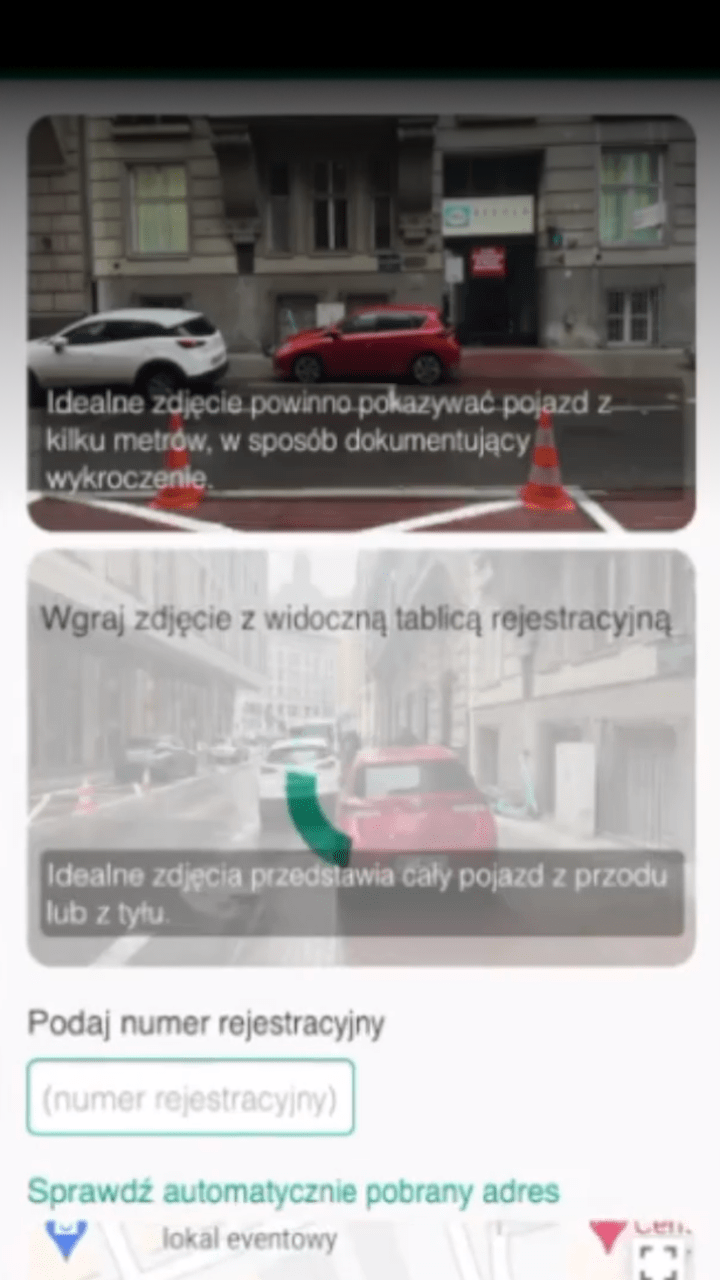 Idealne zdjęcie powinno pokazywać pojazd z
kilku metrów, w sposób dokumentujący
wykroczenie.
Wgraj zdjęcie z widoczną tablicą rejestracyjną
Idealne zdjęcia przedstawia cały pojazd z przodu
lub z tyłu.
Podaj numer rejestracyjny
(numer rejestracyjny)
Sprawdź automatycznie pobrany adres
lokal eventowy